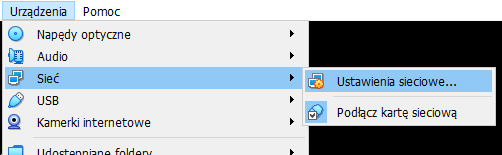 Urządzenia Pomoc
Napędy optyczne
Audio
Sieć
Ustawienia sieciowe...
USB
Podłącz kartę sieciową
Kamerki internetowe
Udostępniane foldery